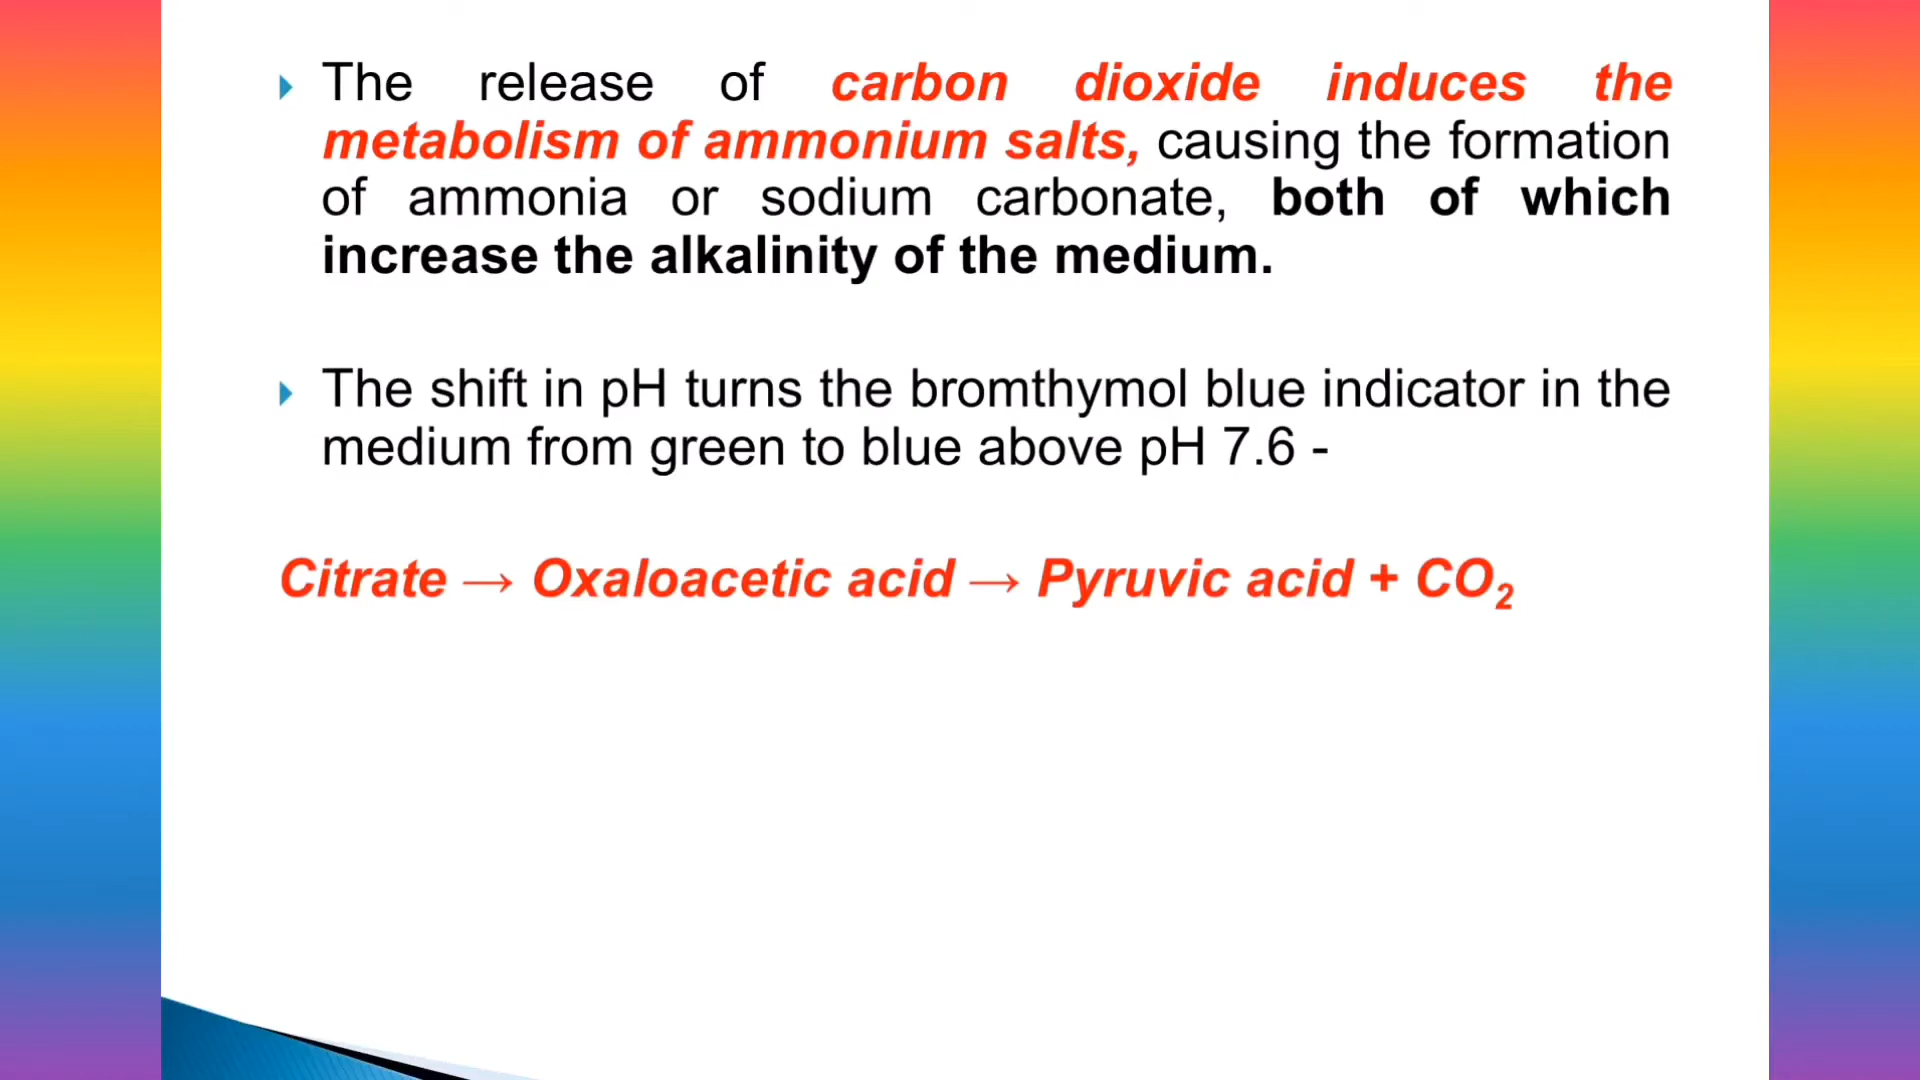 The release of carbon dioxide induces the
metabolism of ammonium salts, causing the formation
of ammonia or sodium carbonate, both of which
increase the alkalinity of the medium.
The shift in pH turns the bromthymol blue indicator in the
medium from green to blue above pH 7.6 -
Citrate → Oxaloacetic acid → Pyruvic acid + CO₂